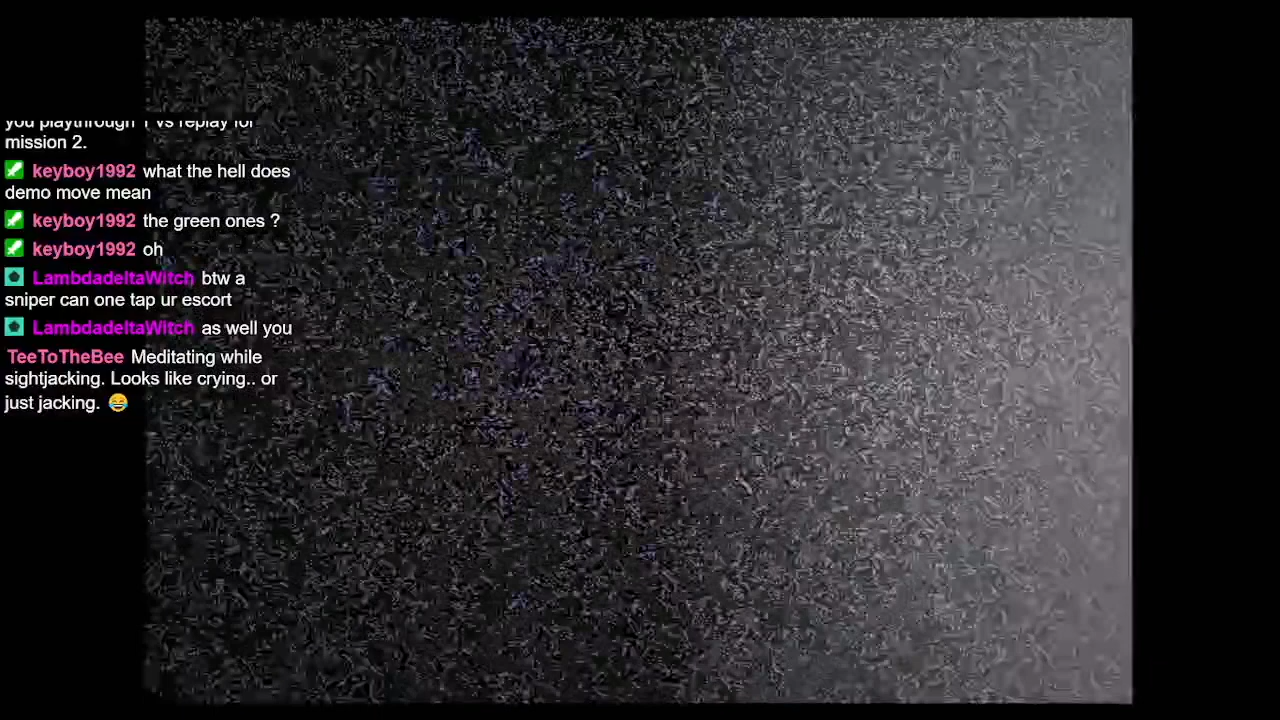 you playthrough 1 vs replay for
mission 2.
keyboy1992 what the hell does
demo move mean
keyboy1992 the green ones ?
keyboy1992 oh
LambdadeltaWitch btw a
sniper can one tap ur escort
LambdadeltaWitch as well you
TeeToTheBee Meditating while
sightjacking. Looks like crying.. or
just jacking. 😂